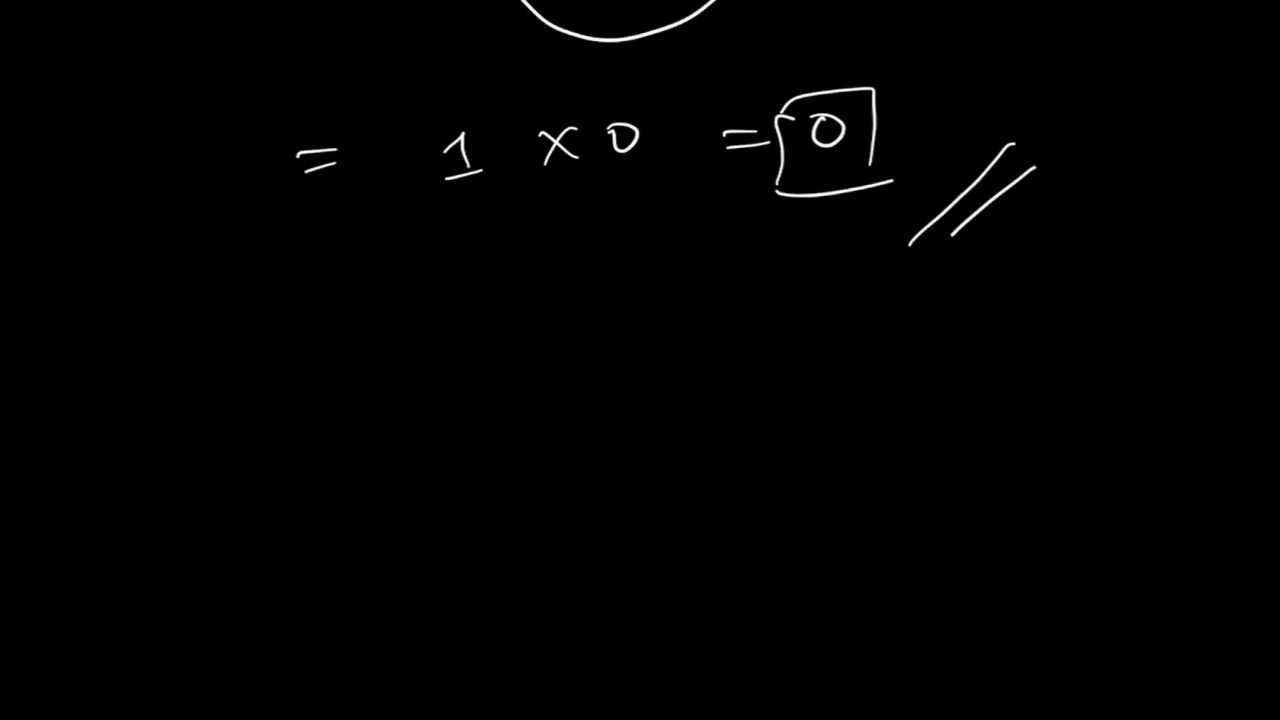 = 1 × 0 = 0 //